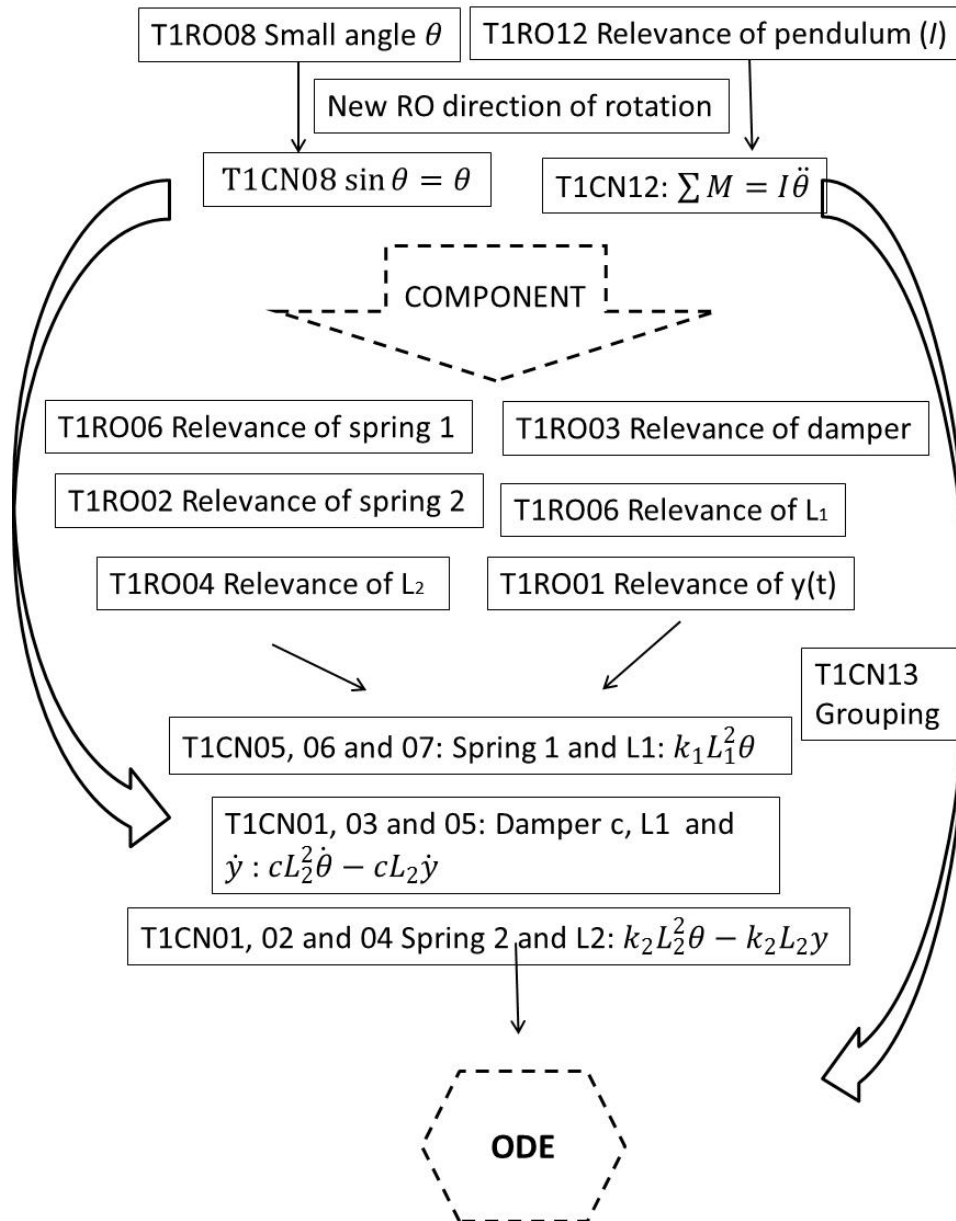 T1RO08 Small angle θ
T1RO12 Relevance of pendulum (I)
New RO direction of rotation
T1CN08 sin θ = θ
T1CN12: ∑ M = Iθ̈
COMPONENT
T1RO06 Relevance of spring 1
T1RO03 Relevance of damper
T1RO02 Relevance of spring 2
T1RO06 Relevance of L₁
T1RO04 Relevance of L₂
T1RO01 Relevance of y(t)
T1CN13
Grouping
T1CN05, 06 and 07: Spring 1 and L1: k₁L₁²θ
T1CN01, 03 and 05: Damper c, L1 and
ẏ : cL₂²θ̇ − cL₂ẏ
T1CN01, 02 and 04 Spring 2 and L2: k₂L₂²θ − k₂L₂y
ODE